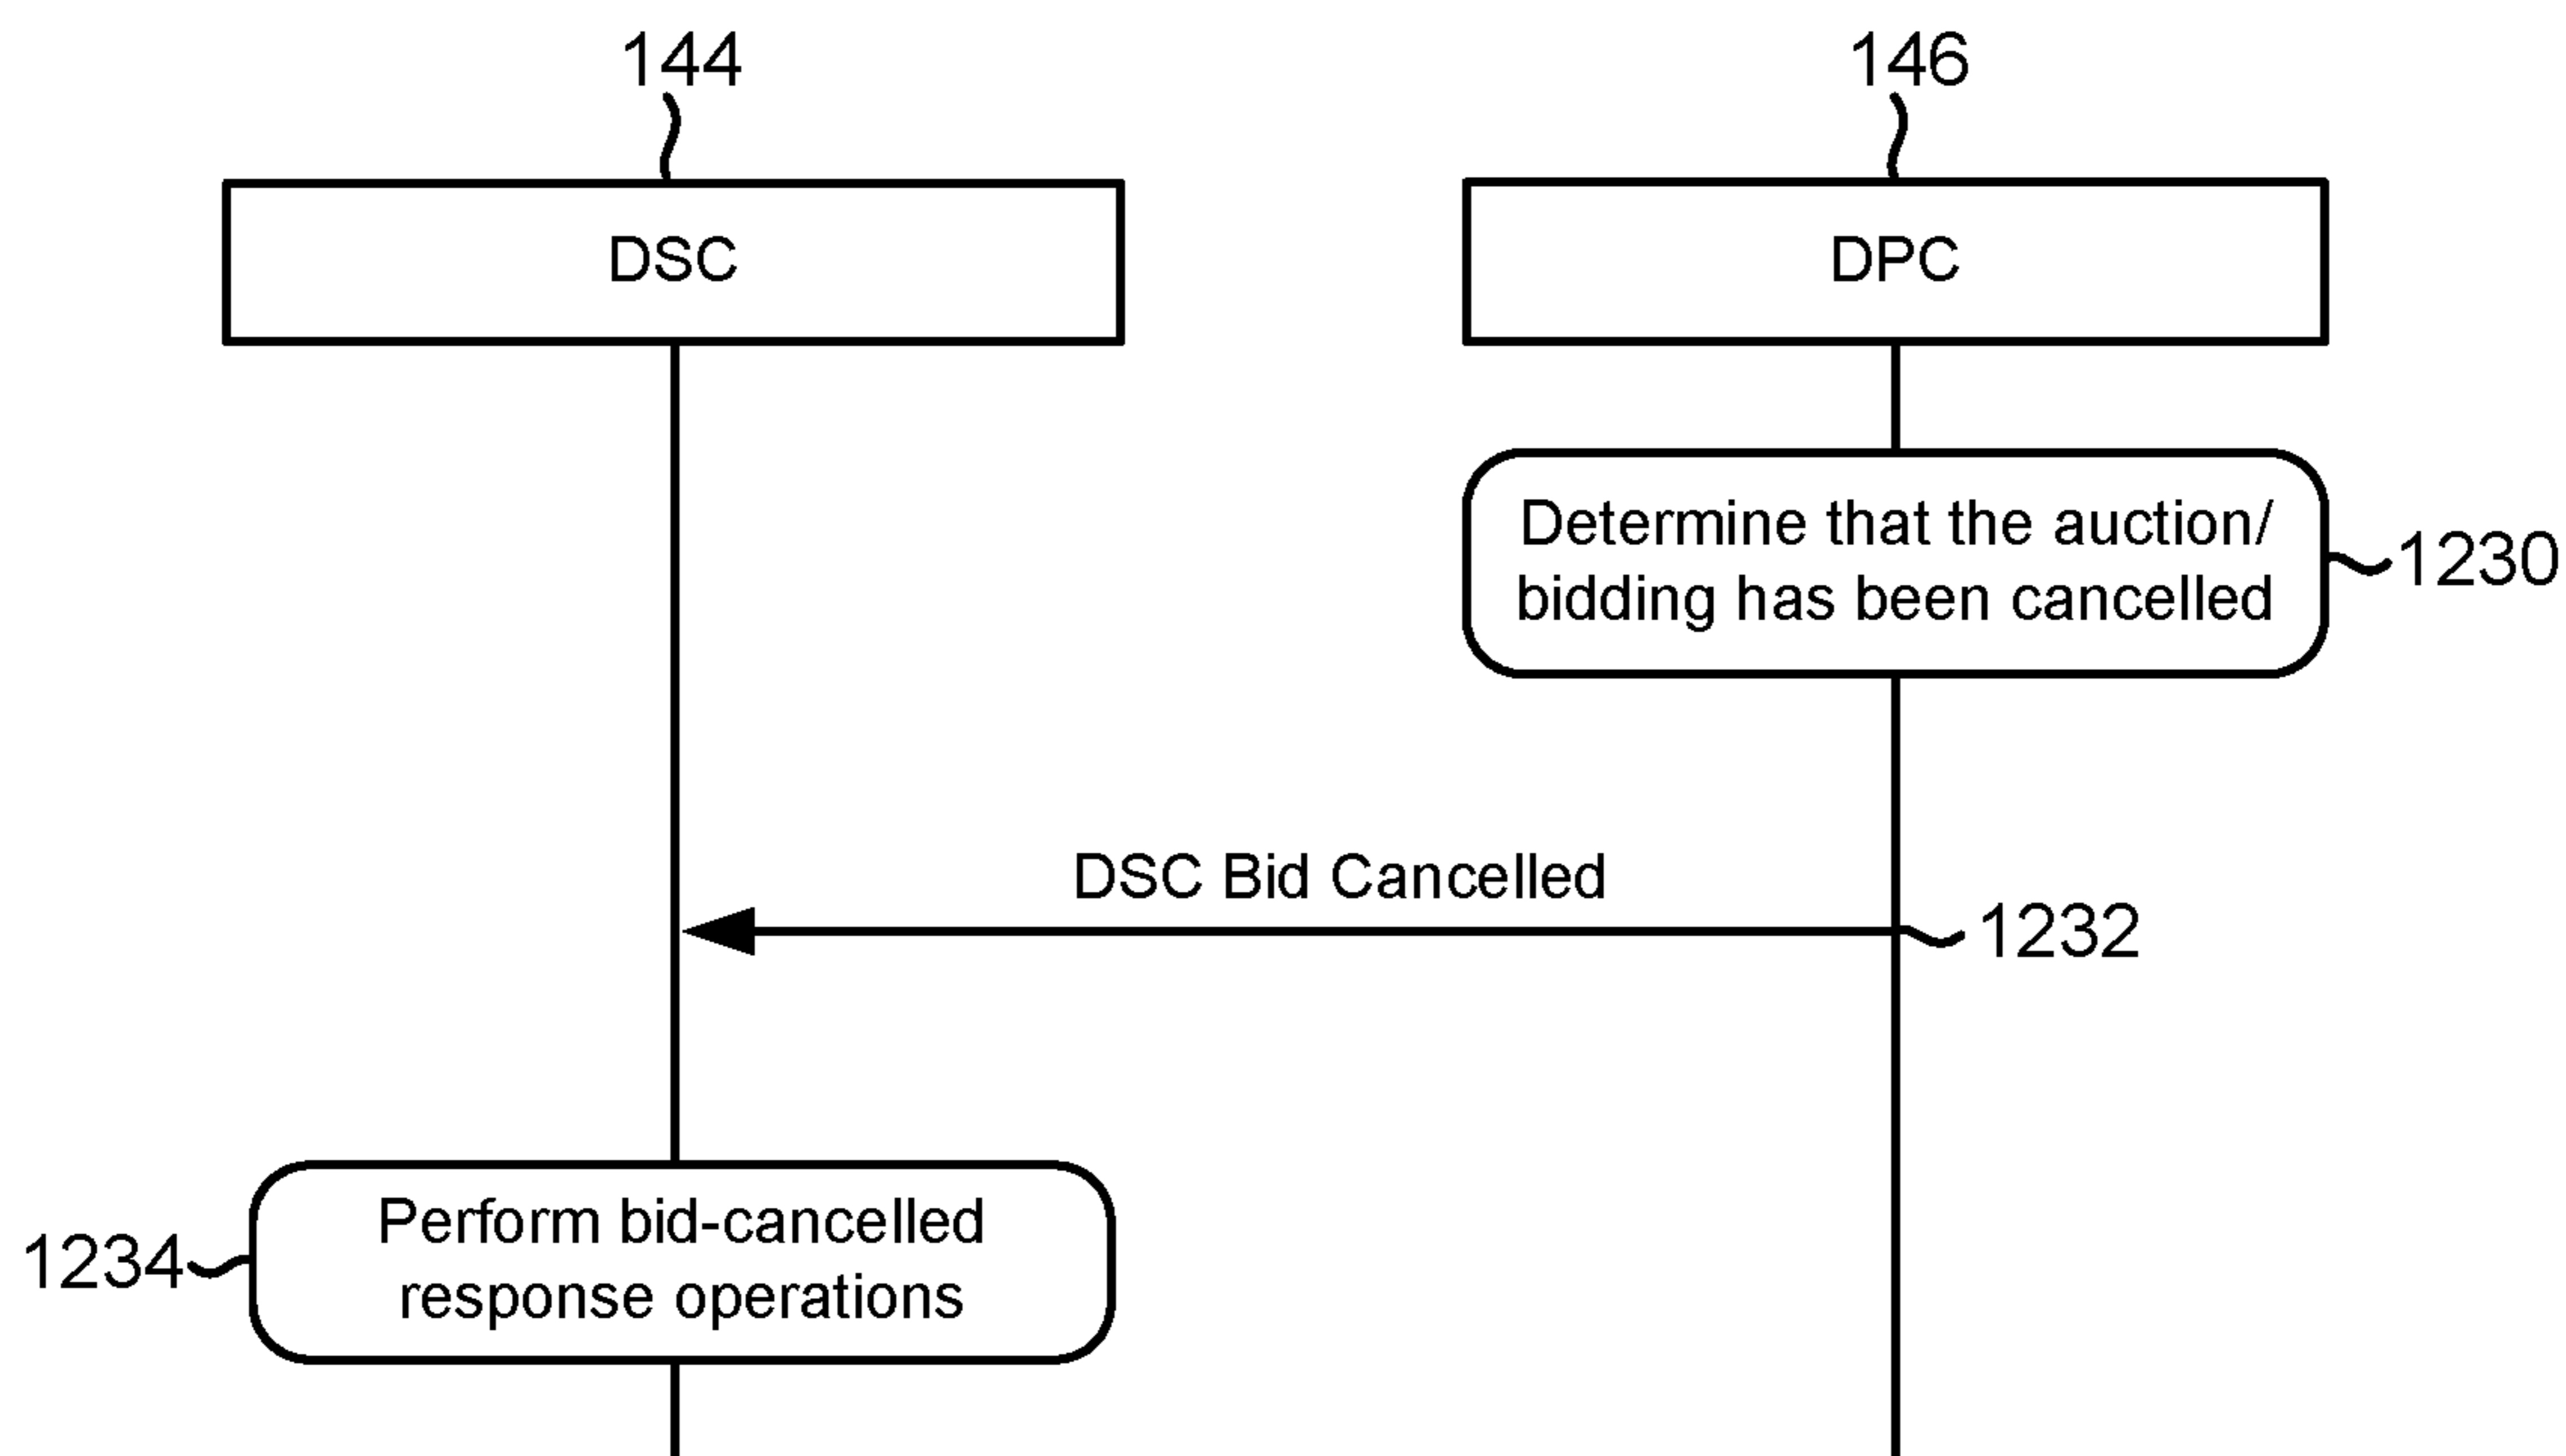 144
146
DSC
DPC
Determine that the auction/
bidding has been cancelled
1230
DSC Bid Cancelled
1232
Perform bid-cancelled
response operations
1234